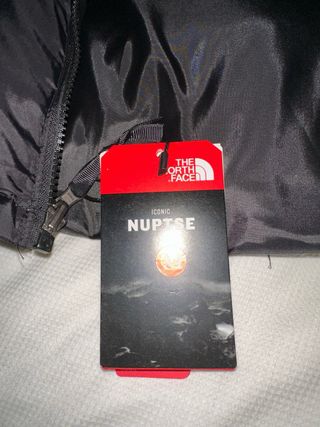 THE
NORTH
FACE
ICONIC
NUPTSE